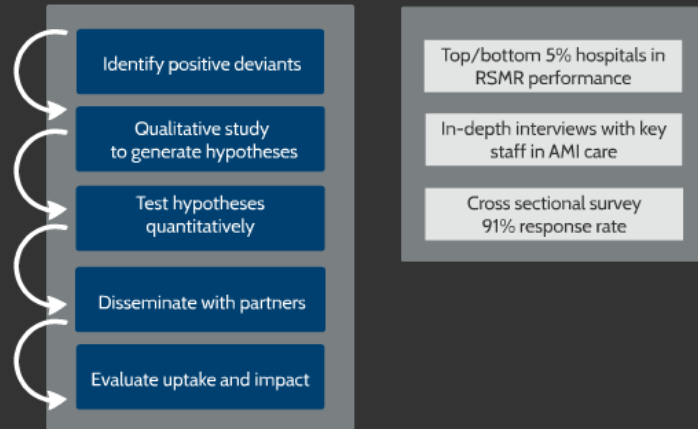 Identify positive deviants
Qualitative study
to generate hypotheses
Test hypotheses
quantitatively
Disseminate with partners
Evaluate uptake and impact
Top/bottom 5% hospitals in
RSMR performance
In-depth interviews with key
staff in AMI care
Cross sectional survey
91% response rate